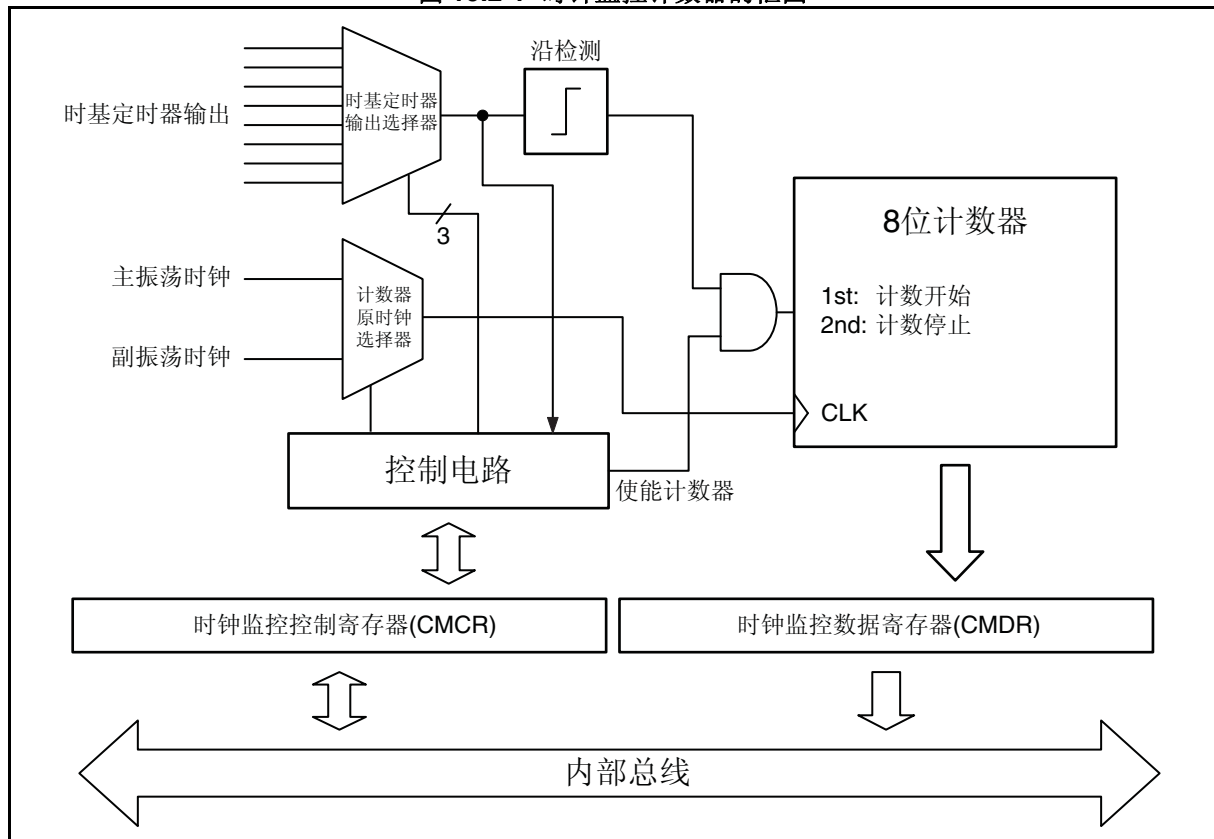 沿检测
时基定时器输出
时基定时器
输出选择器
3
8位计数器
1st: 计数开始
2nd: 计数停止
CLK
主振荡时钟
副振荡时钟
计数器
原时钟
选择器
控制电路
使能计数器
时钟监控控制寄存器(CMCR)
时钟监控数据寄存器(CMDR)
内部总线